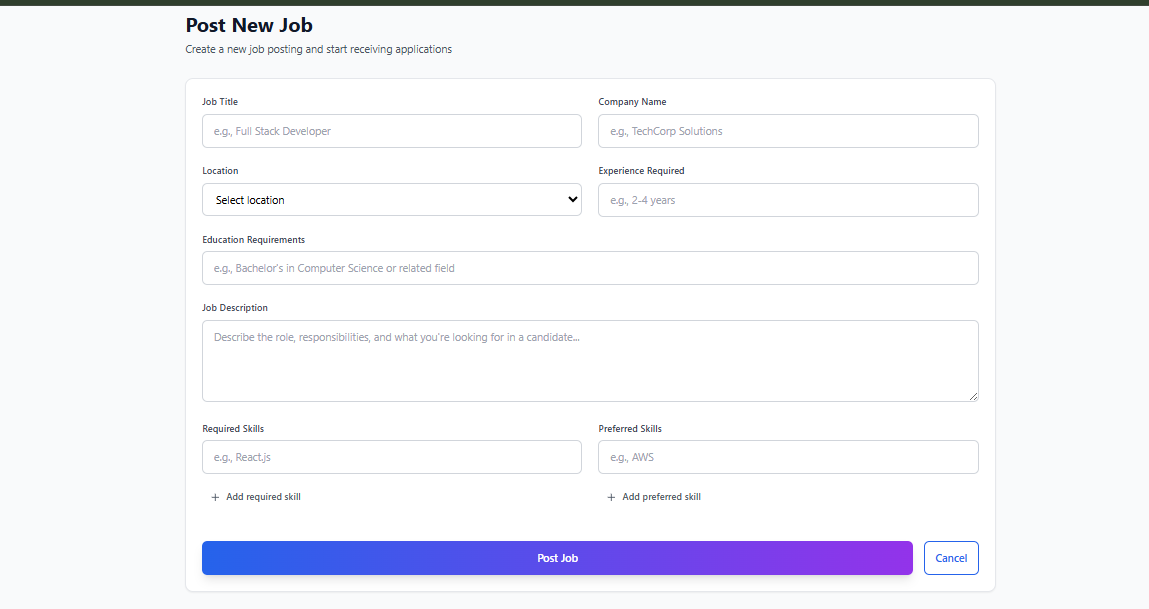 Post New Job
Create a new job posting and start receiving applications
Job Title
Company Name
e.g., Full Stack Developer
e.g., TechCorp Solutions
Location
Experience Required
Select location
e.g., 2-4 years
Education Requirements
e.g., Bachelor's in Computer Science or related field
Job Description
Describe the role, responsibilities, and what you're looking for in a candidate...
Required Skills
Preferred Skills
e.g., React.js
e.g., AWS
+ Add required skill
+ Add preferred skill
Post Job
Cancel